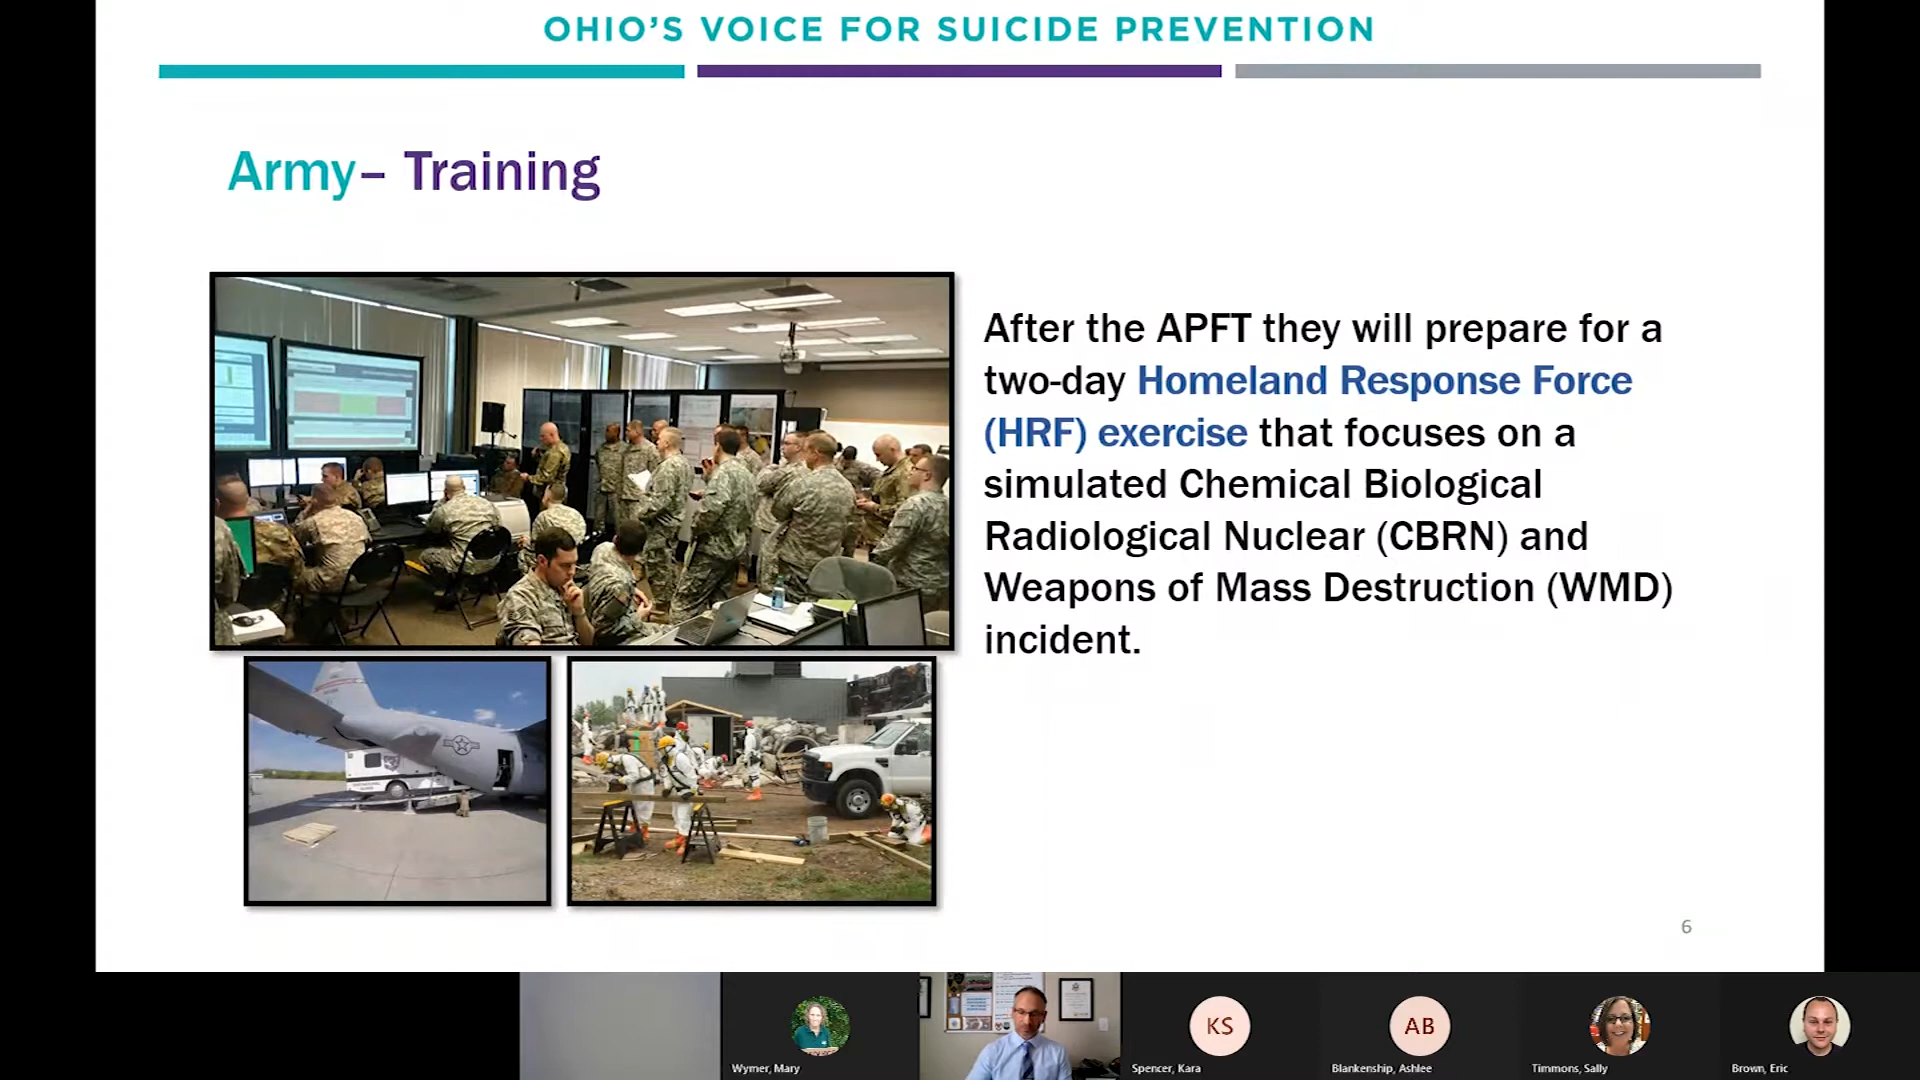 OHIO'S VOICE FOR SUICIDE PREVENTION
Army– Training
After the APFT they will prepare for a
two-day Homeland Response Force
(HRF) exercise that focuses on a
simulated Chemical Biological
Radiological Nuclear (CBRN) and
Weapons of Mass Destruction (WMD)
incident.
6
KS
AB
Wymer, Mary
Spencer, Kara
Blankenship, Ashlee
Timmons, Sally
Brown, Eric